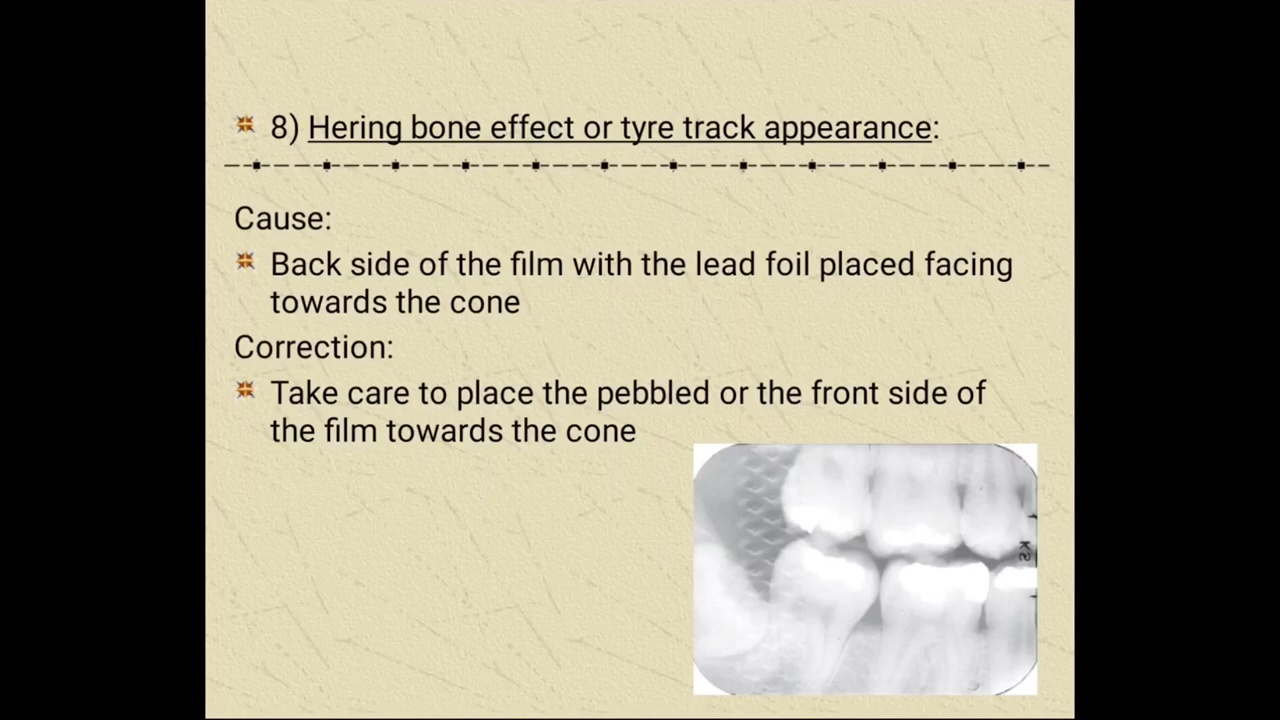 8) Hering bone effect or tyre track appearance:
Cause:
Back side of the film with the lead foil placed facing
towards the cone
Correction:
Take care to place the pebbled or the front side of
the film towards the cone